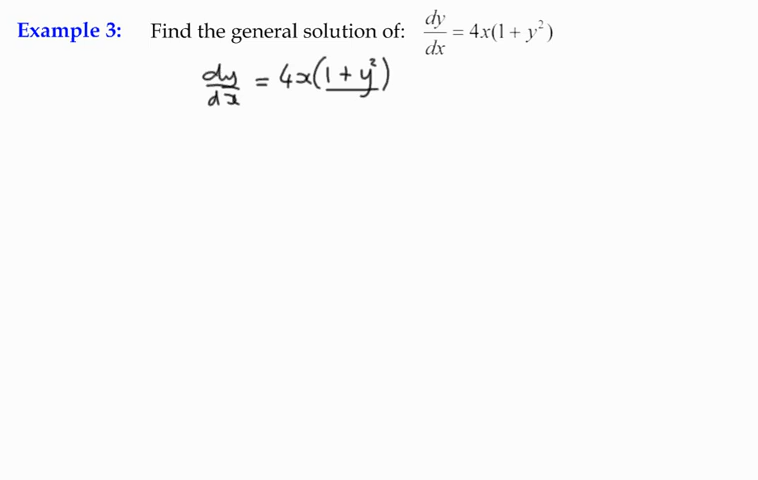 Example 3: Find the general solution of: dy/dx = 4x(1 + y²)
dy/dx = 4x(1 + y²)